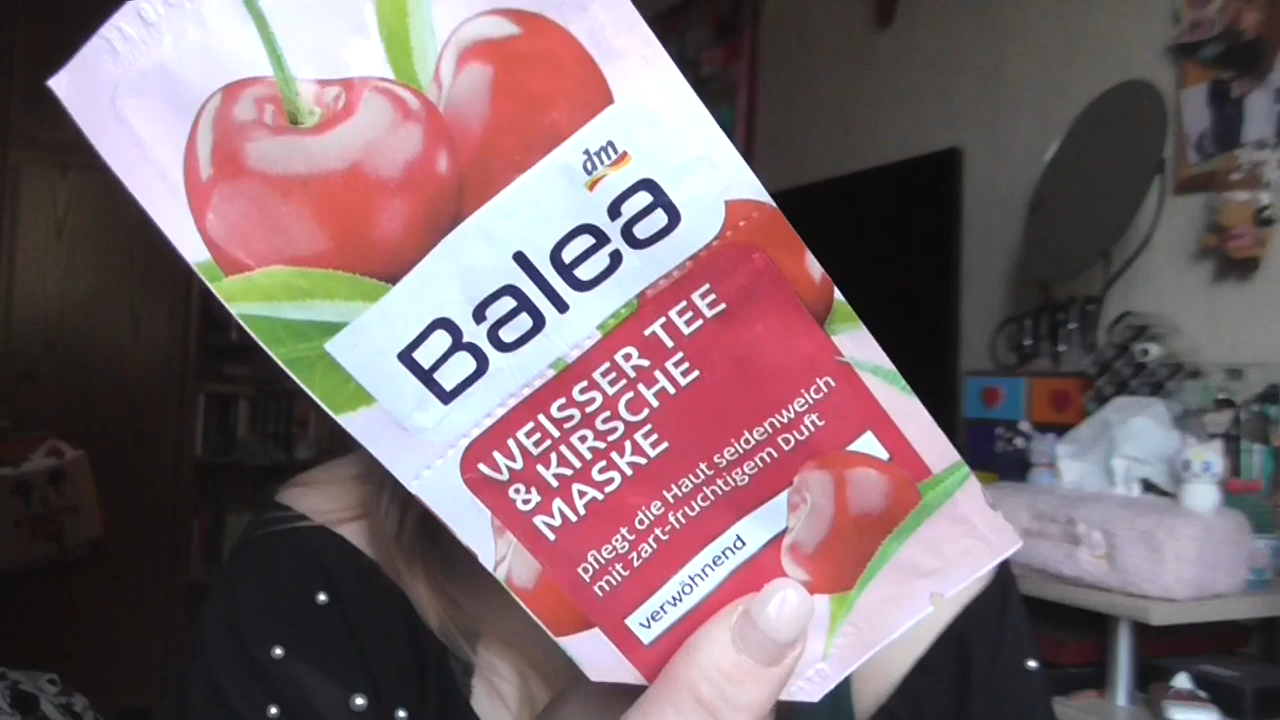 dm
Balea
WEISSER TEE
& KIRSCHE
MASKE
pflegt die Haut seidenweich
mit zart-fruchtigem Duft
verwöhnend